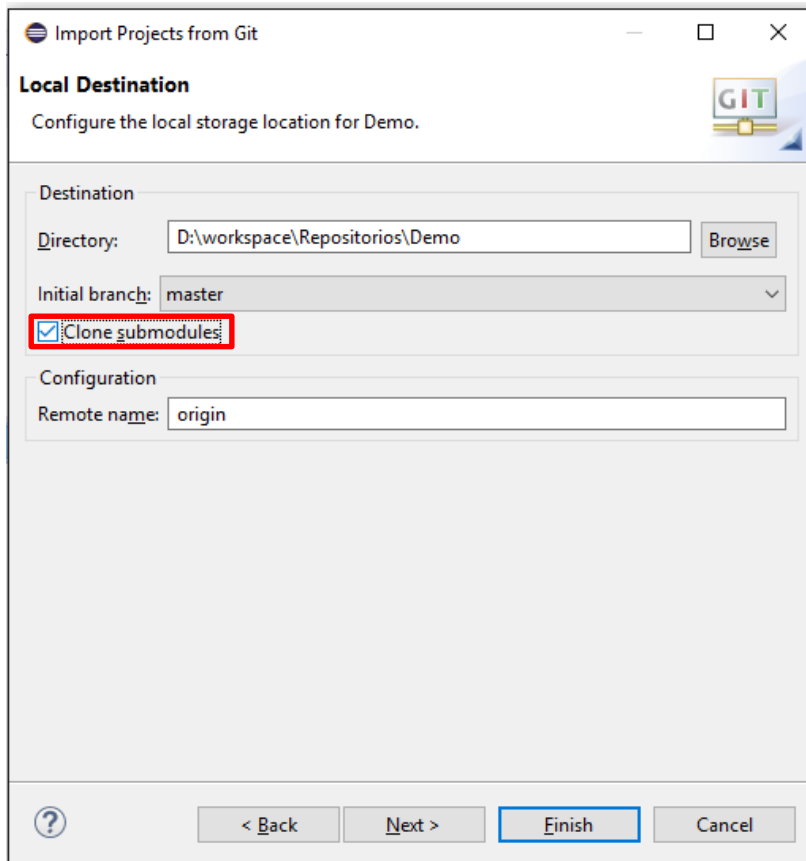 Import Projects from Git
Local Destination
Configure the local storage location for Demo.
GIT
Destination
Directory: D:\workspace\Repositorios\Demo Browse
Initial branch: master
Clone submodules
Configuration
Remote name: origin
? < Back Next > Finish Cancel